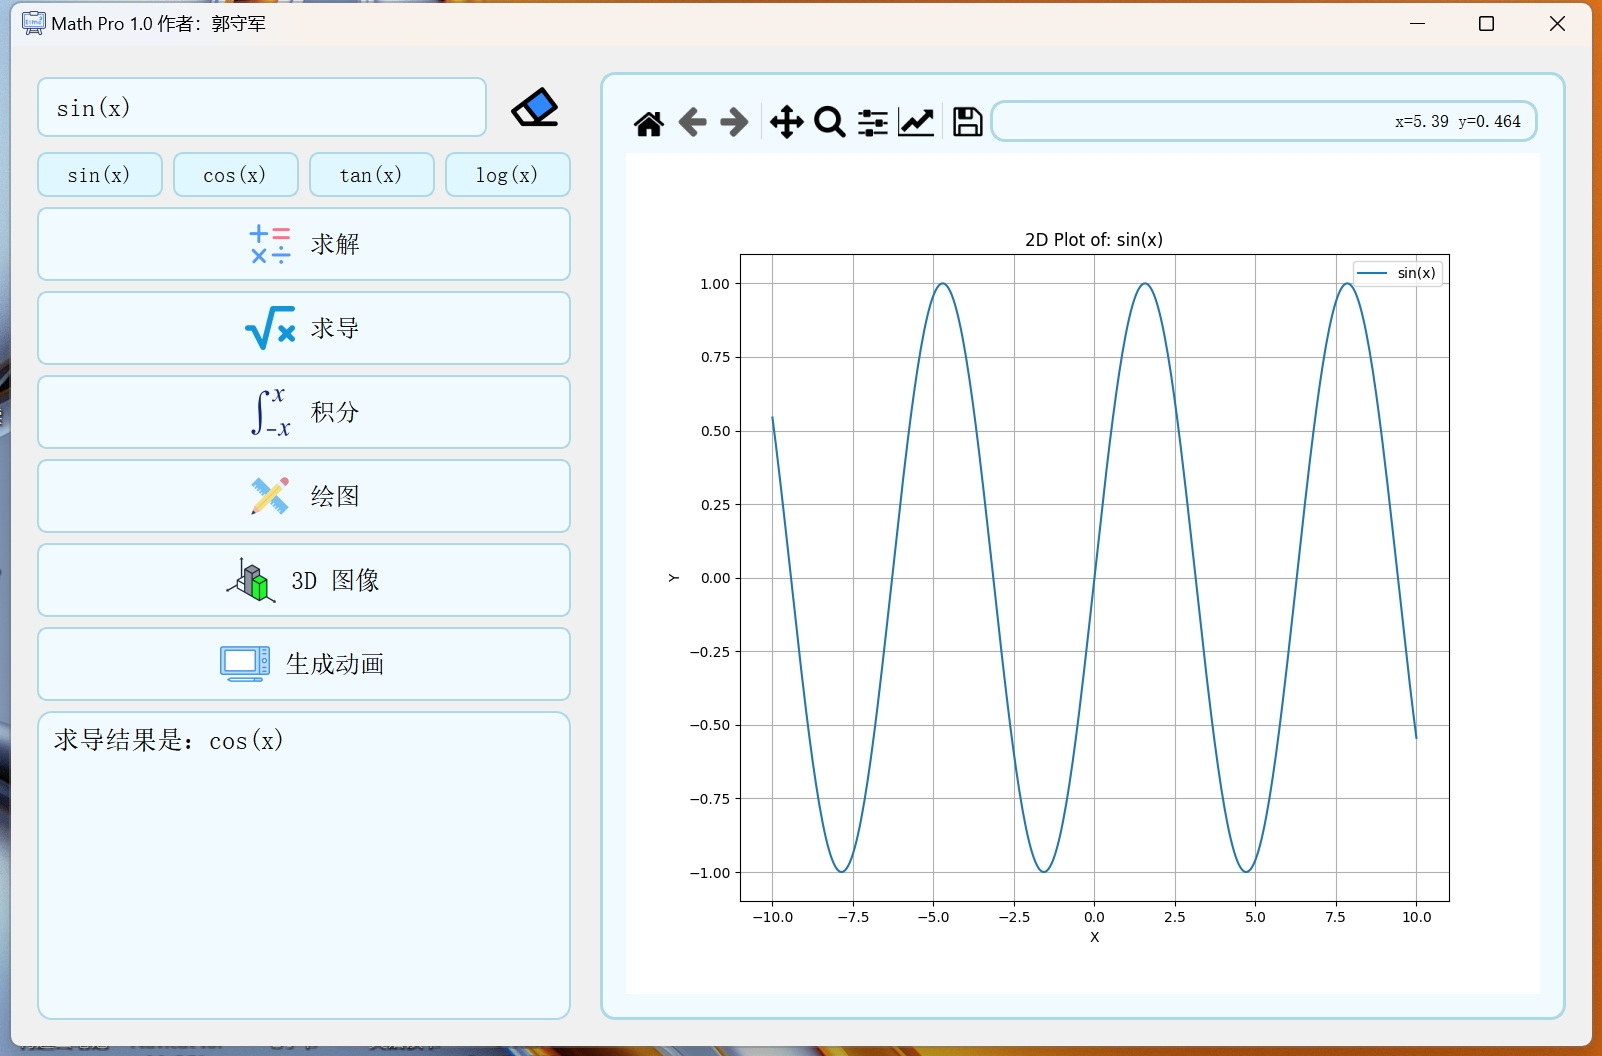 Math Pro 1.0 作者：郭守军
sin(x)
sin(x) cos(x) tan(x) log(x)
求解
求导
∫ˣ₋ₓ 积分
绘图
3D 图像
生成动画
求导结果是：cos(x)
x=5.39 y=0.464
2D Plot of: sin(x)
sin(x)
1.00
0.75
0.50
0.25
0.00
−0.25
−0.50
−0.75
−1.00
Y
−10.0 −7.5 −5.0 −2.5 0.0 2.5 5.0 7.5 10.0
X